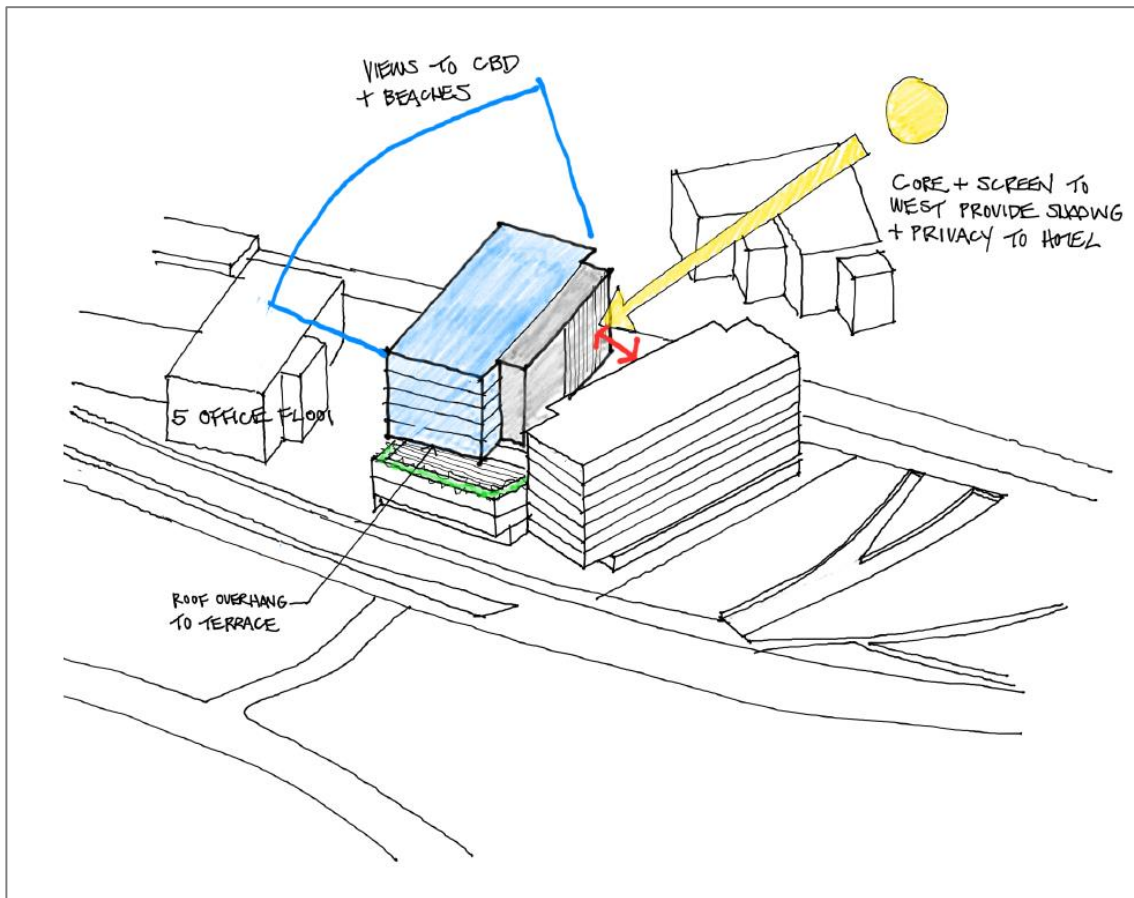 VIEWS TO CBD
+ BEACHES
CORE + SCREEN TO
WEST PROVIDE SHADING
+ PRIVACY TO HOTEL
5 OFFICE FLOO
ROOF OVERHANG
TO TERRACE